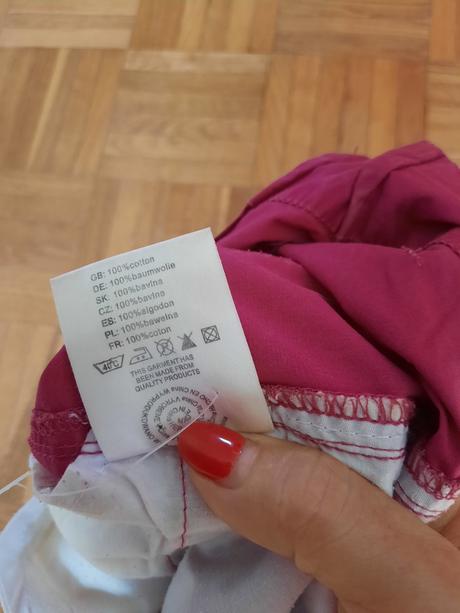 GB: 100%cotton
DE: 100%baumwolle
SK: 100%bavlna
CZ: 100%bavlna
ES: 100%algodon
PL: 100%bawełna
FR: 100%coton
40°C
THIS GARMENT HAS
BEEN MADE FROM
QUALITY PRODUCTS